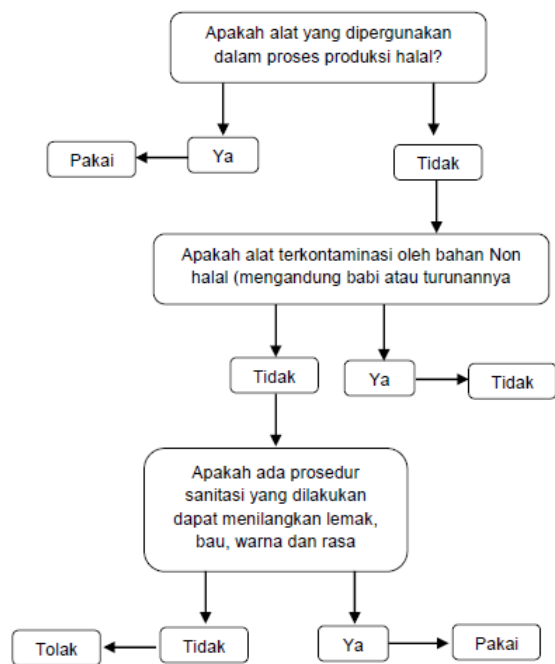 Apakah alat yang dipergunakan
dalam proses produksi halal?
Pakai
Ya
Tidak
Apakah alat terkontaminasi oleh bahan Non
halal (mengandung babi atau turunannya
Tidak
Ya
Tidak
Apakah ada prosedur
sanitasi yang dilakukan
dapat menilangkan lemak,
bau, warna dan rasa
Tolak
Tidak
Ya
Pakai